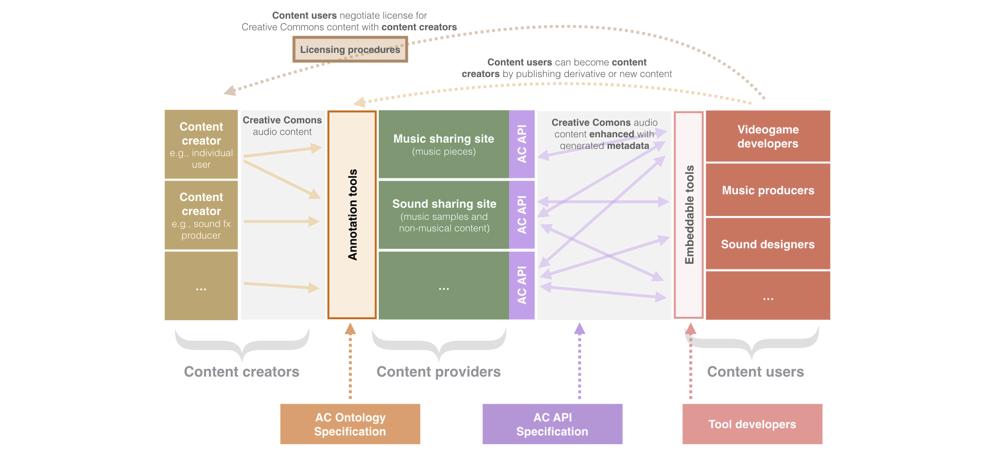 Content users negotiate license for
Creative Commons content with content creators
Licensing procedures
Content users can become content
creators by publishing derivative or new content
Content
creator
e.g., individual
user
Content
creator
e.g., sound fx
producer
...
Creative Commons
audio content
Annotation tools
Music sharing site
(music pieces)
Sound sharing site
(music samples and
non-musical content)
...
AC API
AC API
AC API
Creative Commons audio
content enhanced with
generated metadata
Embeddable tools
Videogame
developers
Music producers
Sound designers
...
Content creators
Content providers
Content users
AC Ontology
Specification
AC API
Specification
Tool developers